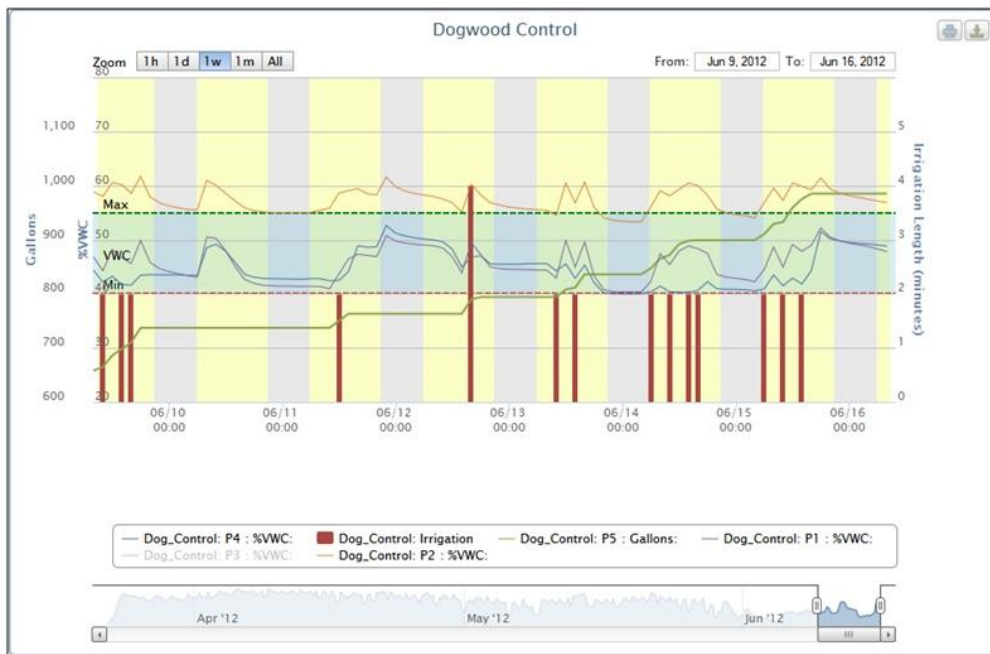 Dogwood Control
Zoom 1h 1d 1w 1m All
From: Jun 9, 2012 To: Jun 16, 2012
80
1,100 70 5
1,000 60 4
Max
900 50 3
VWC
800 40 2
Min
700 30 1
600 20 0
Gallons
%VWC
Irrigation Length (minutes)
06/10 06/11 06/12 06/13 06/14 06/15 06/16
00:00 00:00 00:00 00:00 00:00 00:00 00:00
Dog_Control: P4 : %VWC: Dog_Control: Irrigation Dog_Control: P5 : Gallons: Dog_Control: P1 : %VWC:
Dog_Control: P3 : %VWC: Dog_Control: P2 : %VWC:
Apr '12 May '12 Jun '12